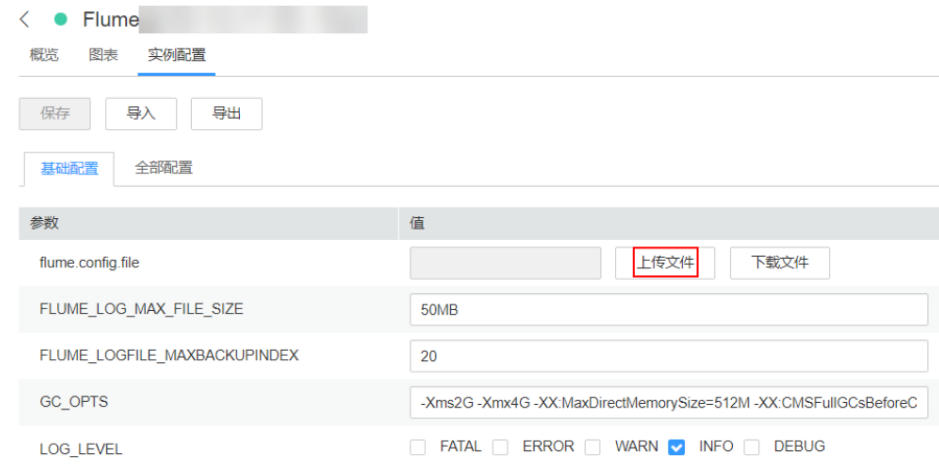 Flume
概览 图表 实例配置
保存 导入 导出
基础配置 全部配置
参数 值
flume.config.file 上传文件 下载文件
FLUME_LOG_MAX_FILE_SIZE 50MB
FLUME_LOGFILE_MAXBACKUPINDEX 20
GC_OPTS -Xms2G -Xmx4G -XX:MaxDirectMemorySize=512M -XX:CMSFullGCsBeforeC
LOG_LEVEL FATAL ERROR WARN INFO DEBUG